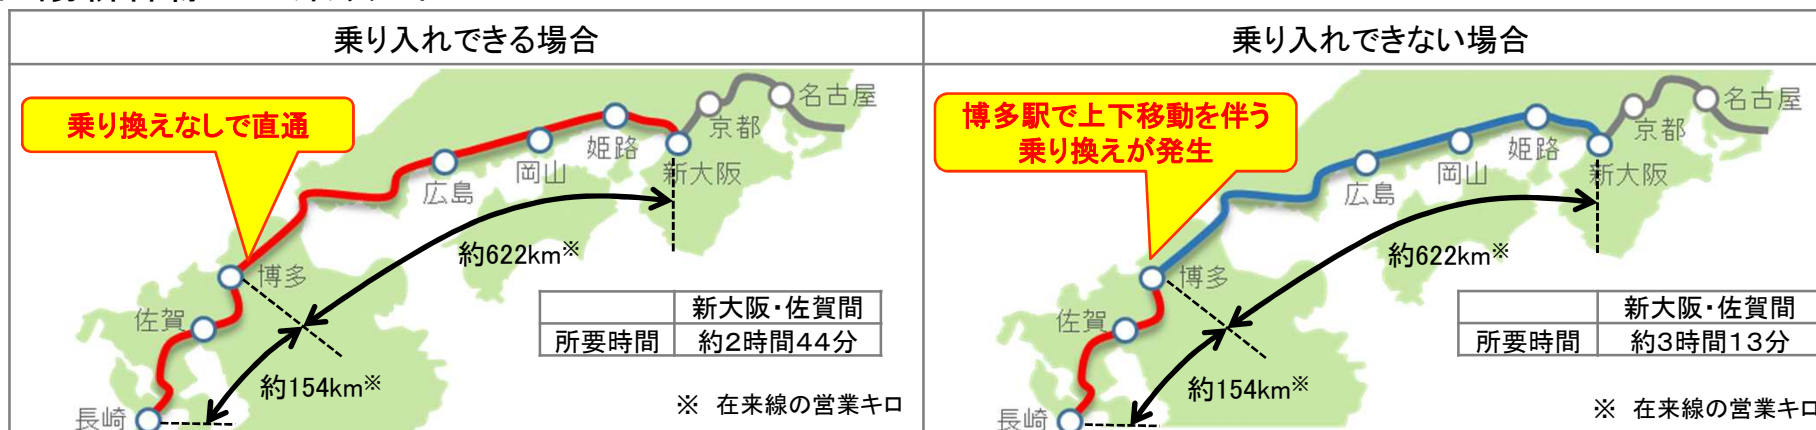 乗り入れできる場合
乗り換えなしで直通
名古屋
京都
姫路
新大阪
岡山
広島
約622km※
博多
佐賀
新大阪・佐賀間
所要時間 約2時間44分
約154km※
長崎
※ 在来線の営業キロ
乗り入れできない場合
博多駅で上下移動を伴う
乗り換えが発生
名古屋
京都
姫路
新大阪
岡山
広島
約622km※
博多
佐賀
新大阪・佐賀間
所要時間 約3時間13分
約154km※
長崎
※ 在来線の営業キロ